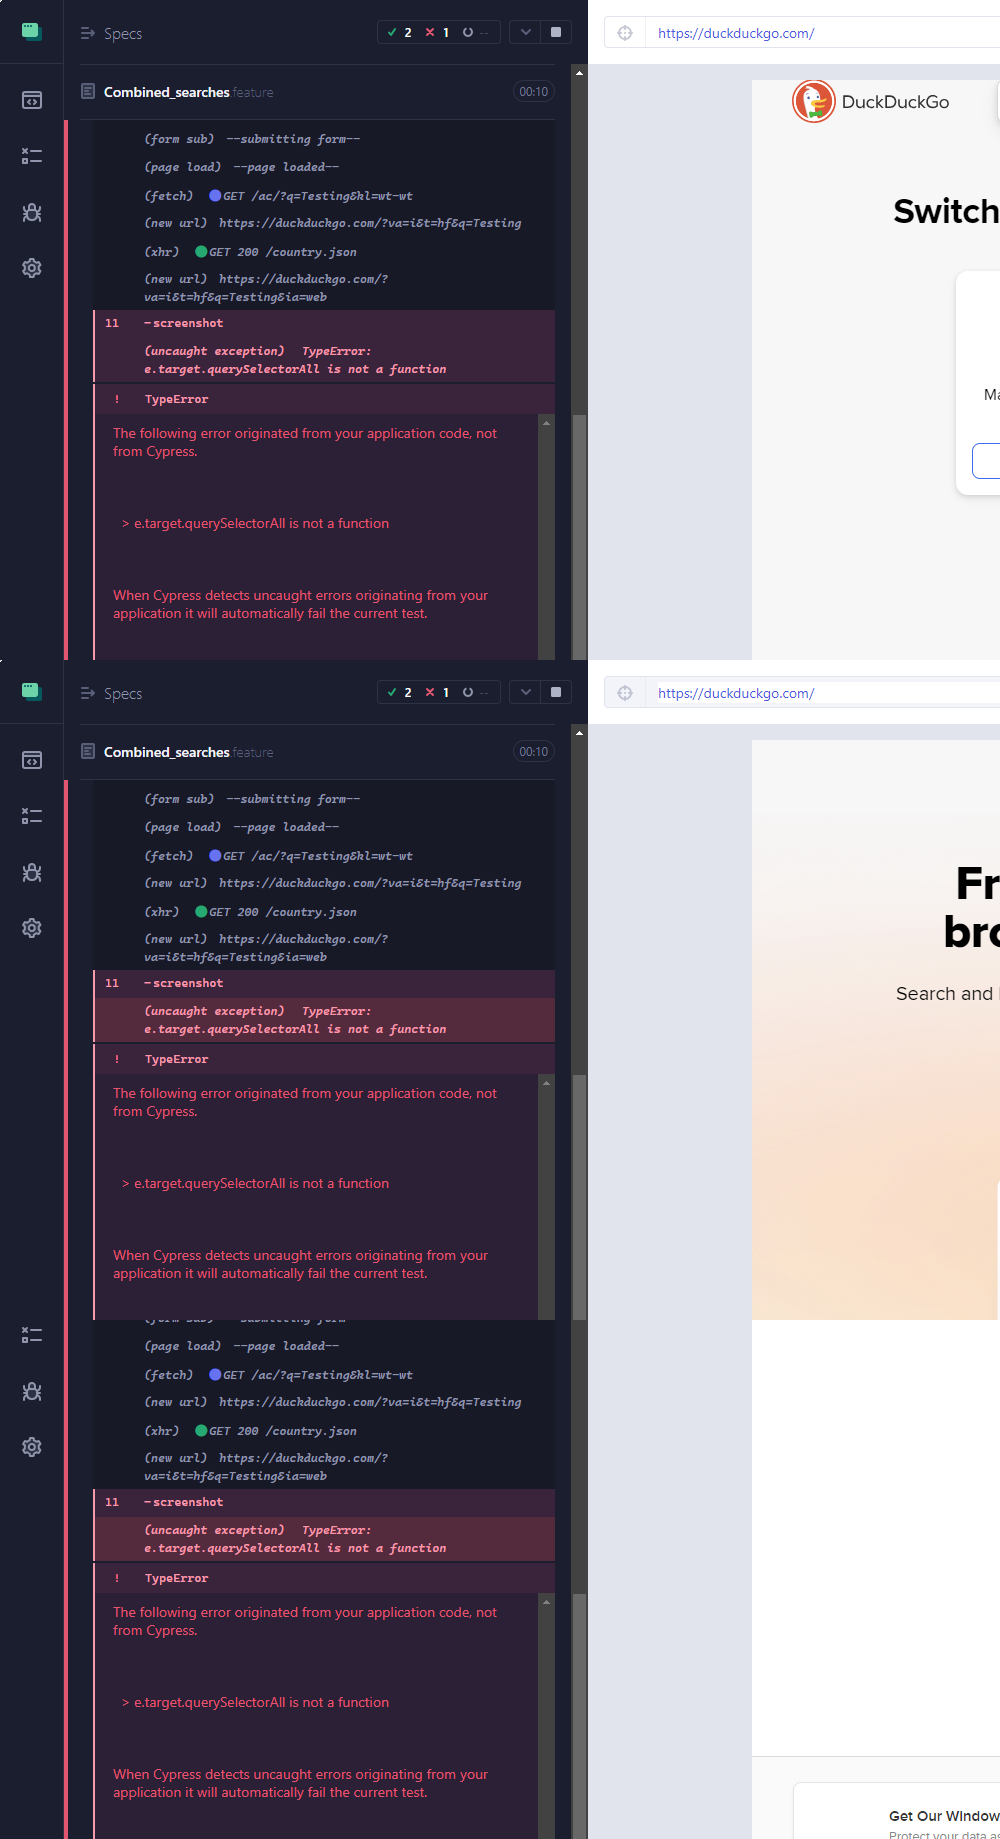 Specs
2
1
--
https://duckduckgo.com/
Combined_searches.feature
00:10
DuckDuckGo
(form sub) --submitting form--
(page load) --page loaded--
(fetch) GET /ac/?q=Testing&kl=wt-wt
(new url) https://duckduckgo.com/?va=i&t=hf&q=Testing
(xhr) GET 200 /country.json
(new url) https://duckduckgo.com/?
va=i&t=hf&q=Testing&ia=web
11 -screenshot
(uncaught exception) TypeError:
e.target.querySelectorAll is not a function
! TypeError
The following error originated from your application code, not
from Cypress.
> e.target.querySelectorAll is not a function
When Cypress detects uncaught errors originating from your
application it will automatically fail the current test.
Switch
Ma
Specs
2
1
--
https://duckduckgo.com/
Combined_searches.feature
00:10
(form sub) --submitting form--
(page load) --page loaded--
(fetch) GET /ac/?q=Testing&kl=wt-wt
(new url) https://duckduckgo.com/?va=i&t=hf&q=Testing
(xhr) GET 200 /country.json
(new url) https://duckduckgo.com/?
va=i&t=hf&q=Testing&ia=web
11 -screenshot
(uncaught exception) TypeError:
e.target.querySelectorAll is not a function
! TypeError
The following error originated from your application code, not
from Cypress.
> e.target.querySelectorAll is not a function
When Cypress detects uncaught errors originating from your
application it will automatically fail the current test.
Fr
bro
Search and
(page load) --page loaded--
(fetch) GET /ac/?q=Testing&kl=wt-wt
(new url) https://duckduckgo.com/?va=i&t=hf&q=Testing
(xhr) GET 200 /country.json
(new url) https://duckduckgo.com/?
va=i&t=hf&q=Testing&ia=web
11 -screenshot
(uncaught exception) TypeError:
e.target.querySelectorAll is not a function
! TypeError
The following error originated from your application code, not
from Cypress.
> e.target.querySelectorAll is not a function
When Cypress detects uncaught errors originating from your
application it will automatically fail the current test.
Get Our Window
Protect your data as